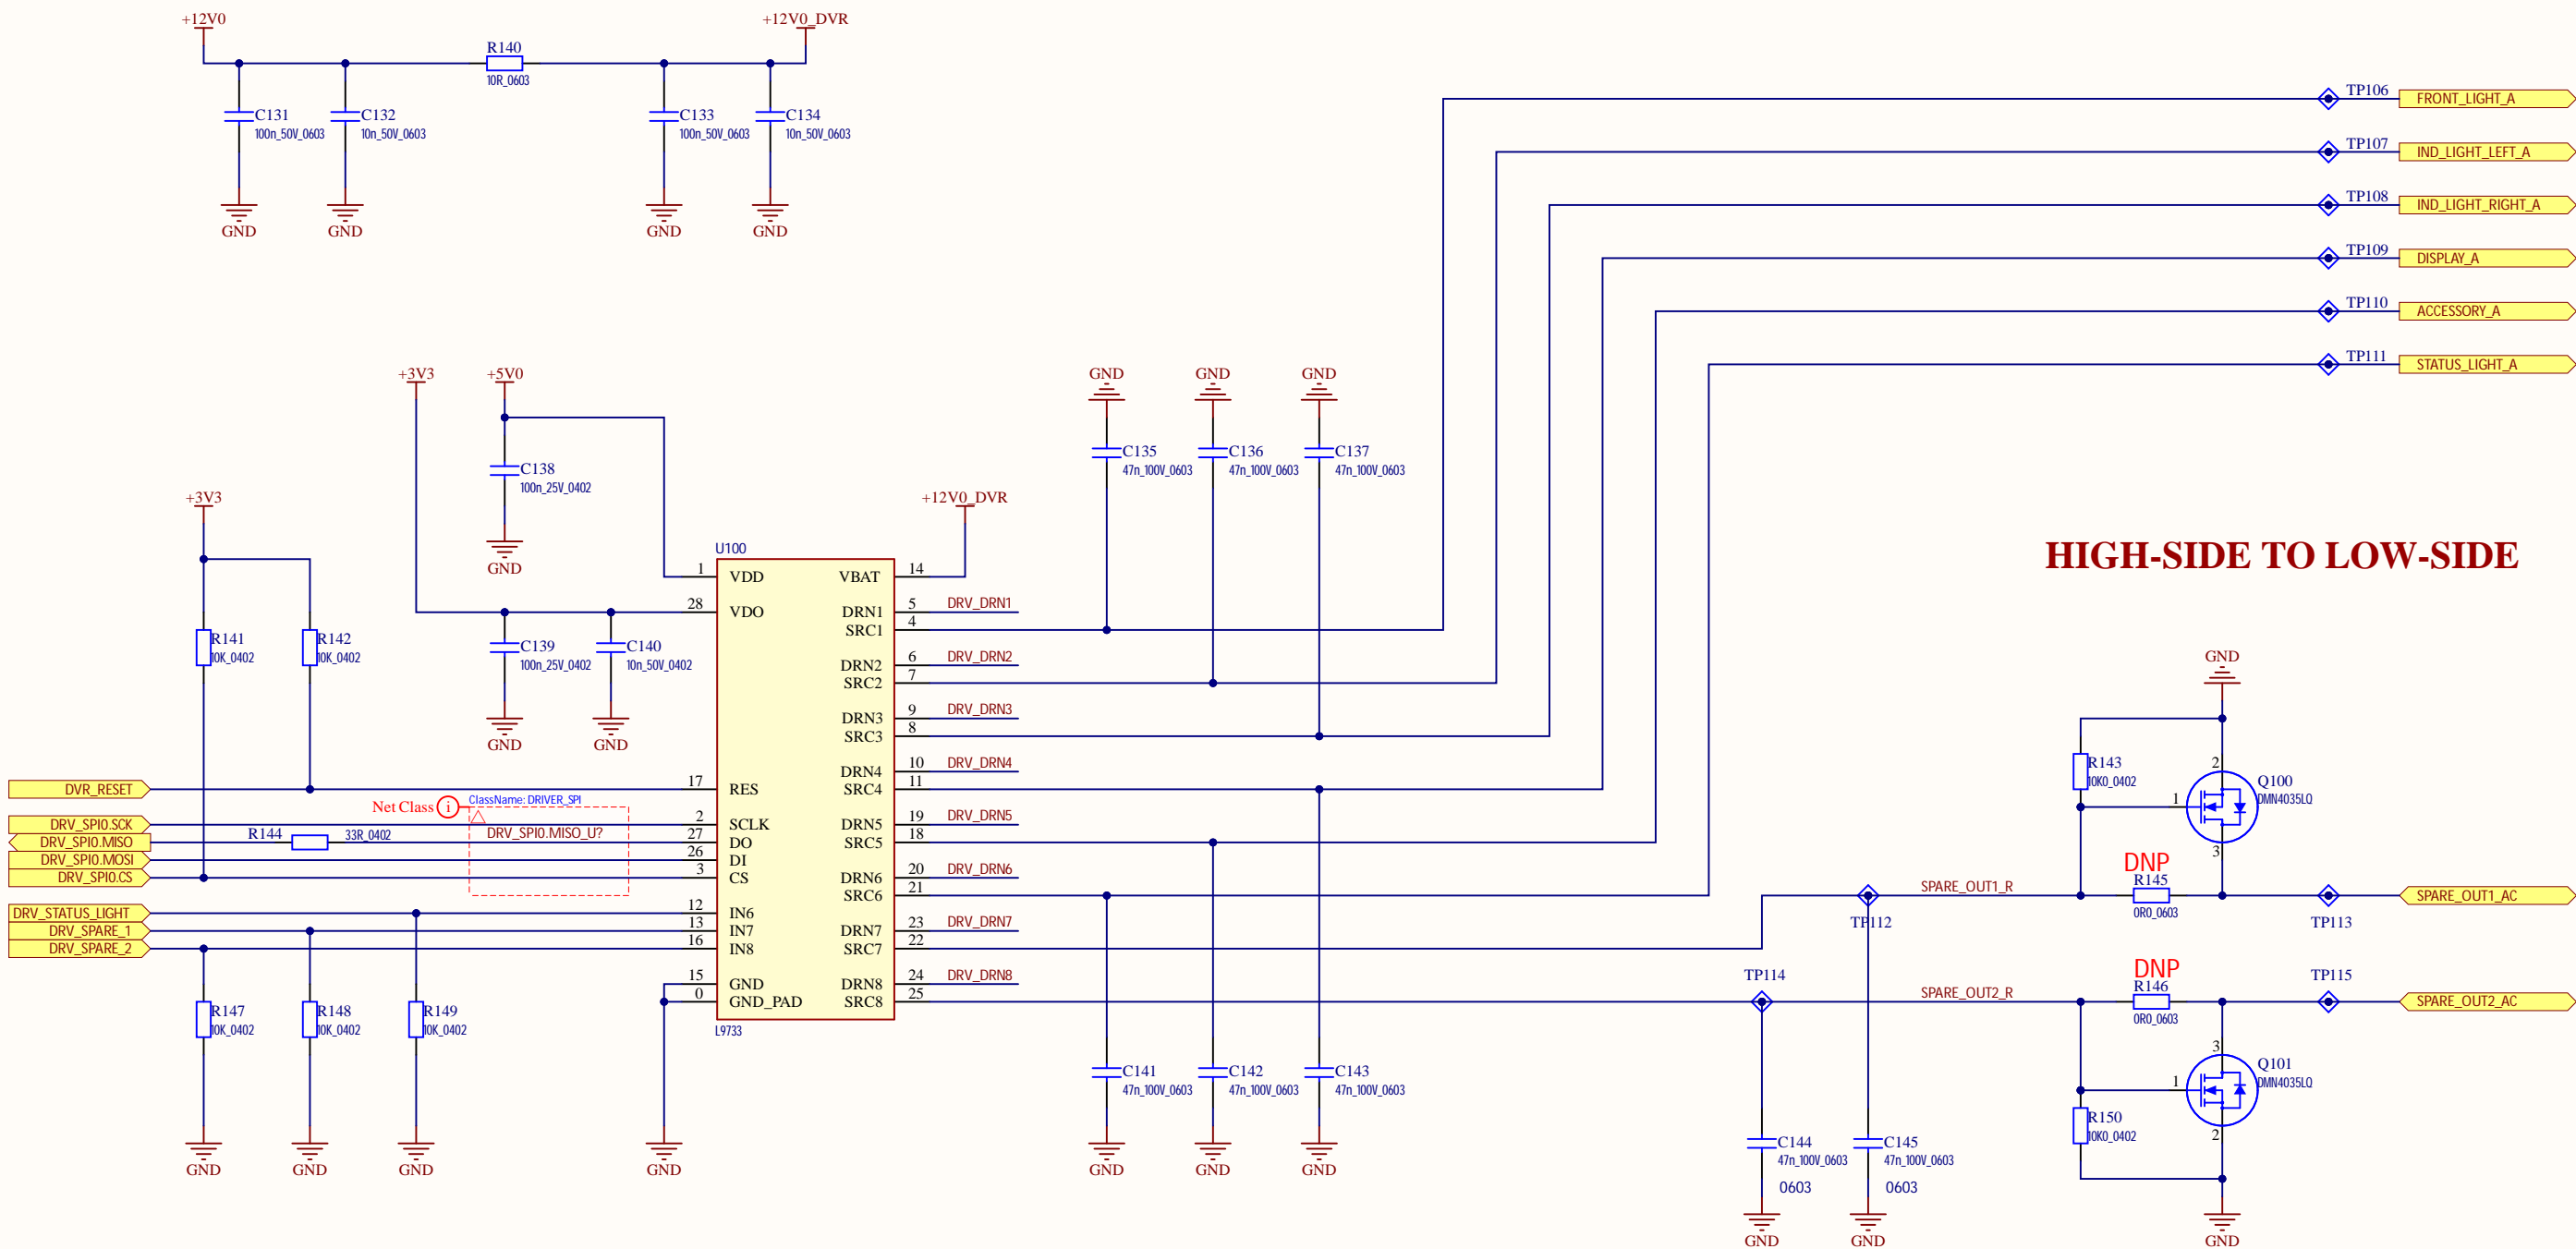 +12V0
+12V0_DVR
R140
10R_0603
C131
100n_50V_0603
C132
10n_50V_0603
C133
100n_50V_0603
C134
10n_50V_0603
GND
GND
GND
GND
TP106
FRONT_LIGHT_A
TP107
IND_LIGHT_LEFT_A
TP108
IND_LIGHT_RIGHT_A
TP109
DISPLAY_A
TP110
ACCESSORY_A
TP111
STATUS_LIGHT_A
+3V3
+5V0
GND
GND
GND
C138
100n_25V_0402
GND
C135
47n_100V_0603
C136
47n_100V_0603
C137
47n_100V_0603
+3V3
+12V0_DVR
HIGH-SIDE TO LOW-SIDE
R141
10K_0402
R142
10K_0402
C139
100n_25V_0402
C140
10n_50V_0402
GND
GND
U100
1 VDD
28 VDO
17 RES
2 SCLK
27 DO
26 DI
3 CS
12 IN6
13 IN7
16 IN8
15 GND
0 GND_PAD
VBAT 14
DRN1 5 DRV_DRN1
SRC1 4
DRN2 6 DRV_DRN2
SRC2 7
DRN3 9 DRV_DRN3
SRC3 8
DRN4 10 DRV_DRN4
SRC4 11
DRN5 19 DRV_DRN5
SRC5 18
DRN6 20 DRV_DRN6
SRC6 21
DRN7 23 DRV_DRN7
SRC7 22
DRN8 24 DRV_DRN8
SRC8 25
L9733
DVR_RESET
Net Class i ClassName: DRIVER_SPI
DRV_SPI0.SCK
DRV_SPI0.MISO
R144
33R_0402
DRV_SPI0.MISO_U?
DRV_SPI0.MOSI
DRV_SPI0.CS
DRV_STATUS_LIGHT
DRV_SPARE_1
DRV_SPARE_2
R147
10K_0402
R148
10K_0402
R149
10K_0402
GND
GND
GND
GND
C141
47n_100V_0603
C142
47n_100V_0603
C143
47n_100V_0603
GND
GND
GND
GND
R143
10K0_0402
2
1
3
Q100
DMN4035LQ
DNP
R145
0R0_0603
TP112
SPARE_OUT1_R
TP113
SPARE_OUT1_AC
TP114
SPARE_OUT2_R
DNP
R146
0R0_0603
TP115
SPARE_OUT2_AC
3
1
2
Q101
DMN4035LQ
R150
10K0_0402
C144
47n_100V_0603
0603
C145
47n_100V_0603
0603
GND
GND
GND